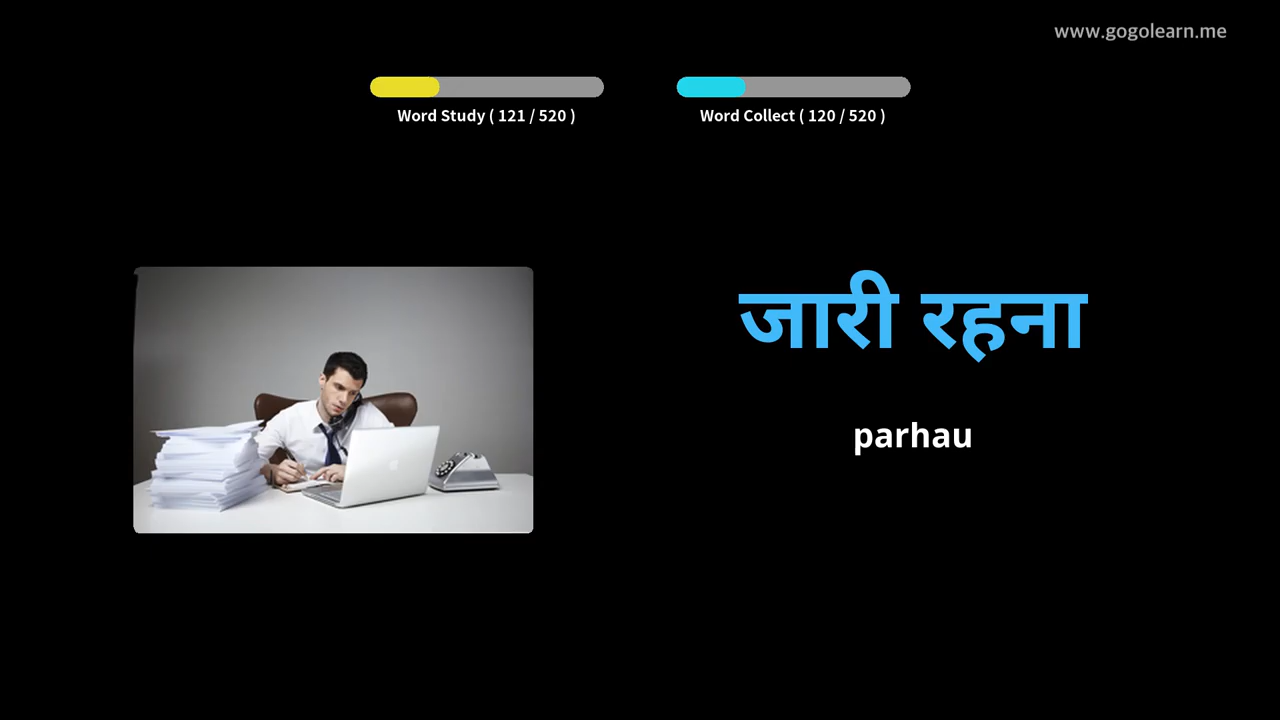 www.gogolearn.me
Word Study ( 121 / 520 )
Word Collect ( 120 / 520 )
जारी रहना
parhau